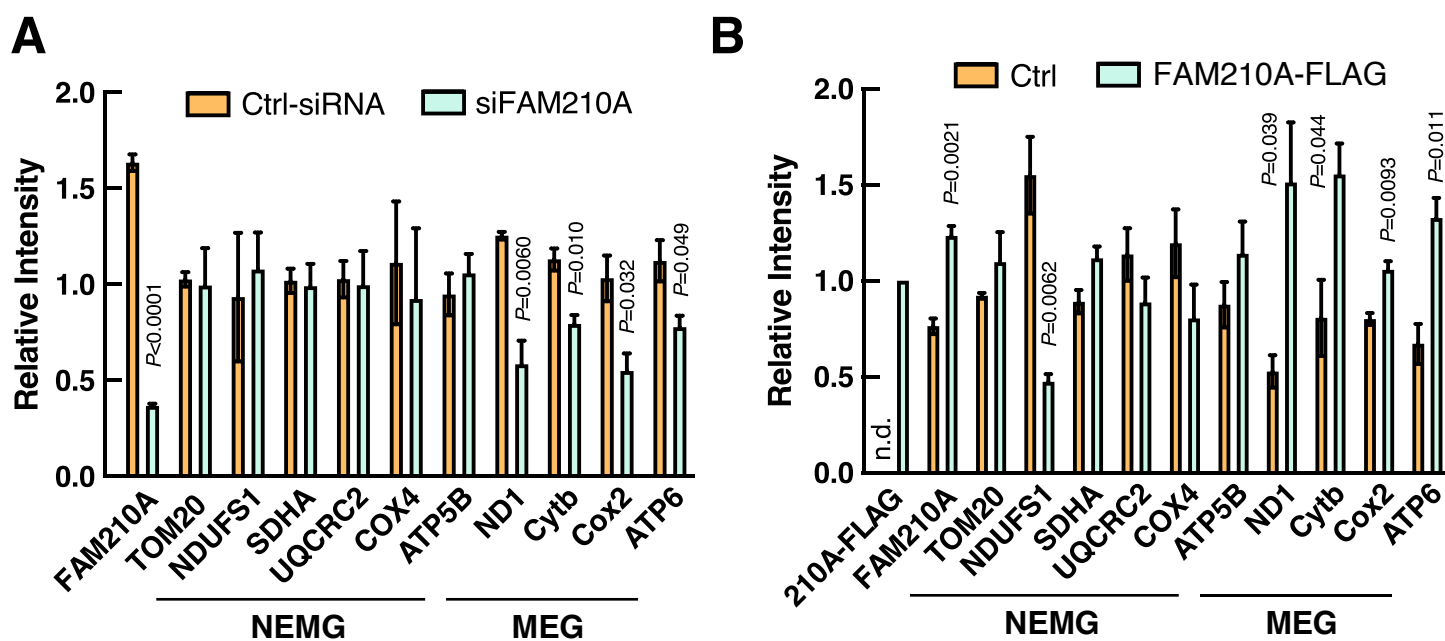 A
Ctrl-siRNA
siFAM210A
Relative Intensity
2.0
1.5
1.0
0.5
0.0
P<0.0001
P=0.0060
P=0.010
P=0.032
P=0.049
FAM210A
TOM20
NDUFS1
SDHA
UQCRC2
COX4
ATP5B
ND1
Cytb
Cox2
ATP6
NEMG
MEG
B
Ctrl
FAM210A-FLAG
Relative Intensity
2.0
1.5
1.0
0.5
0.0
n.d.
P=0.0021
P=0.0062
P=0.039
P=0.044
P=0.0093
P=0.011
210A-FLAG
FAM210A
TOM20
NDUFS1
SDHA
UQCRC2
COX4
ATP5B
ND1
Cytb
Cox2
ATP6
NEMG
MEG